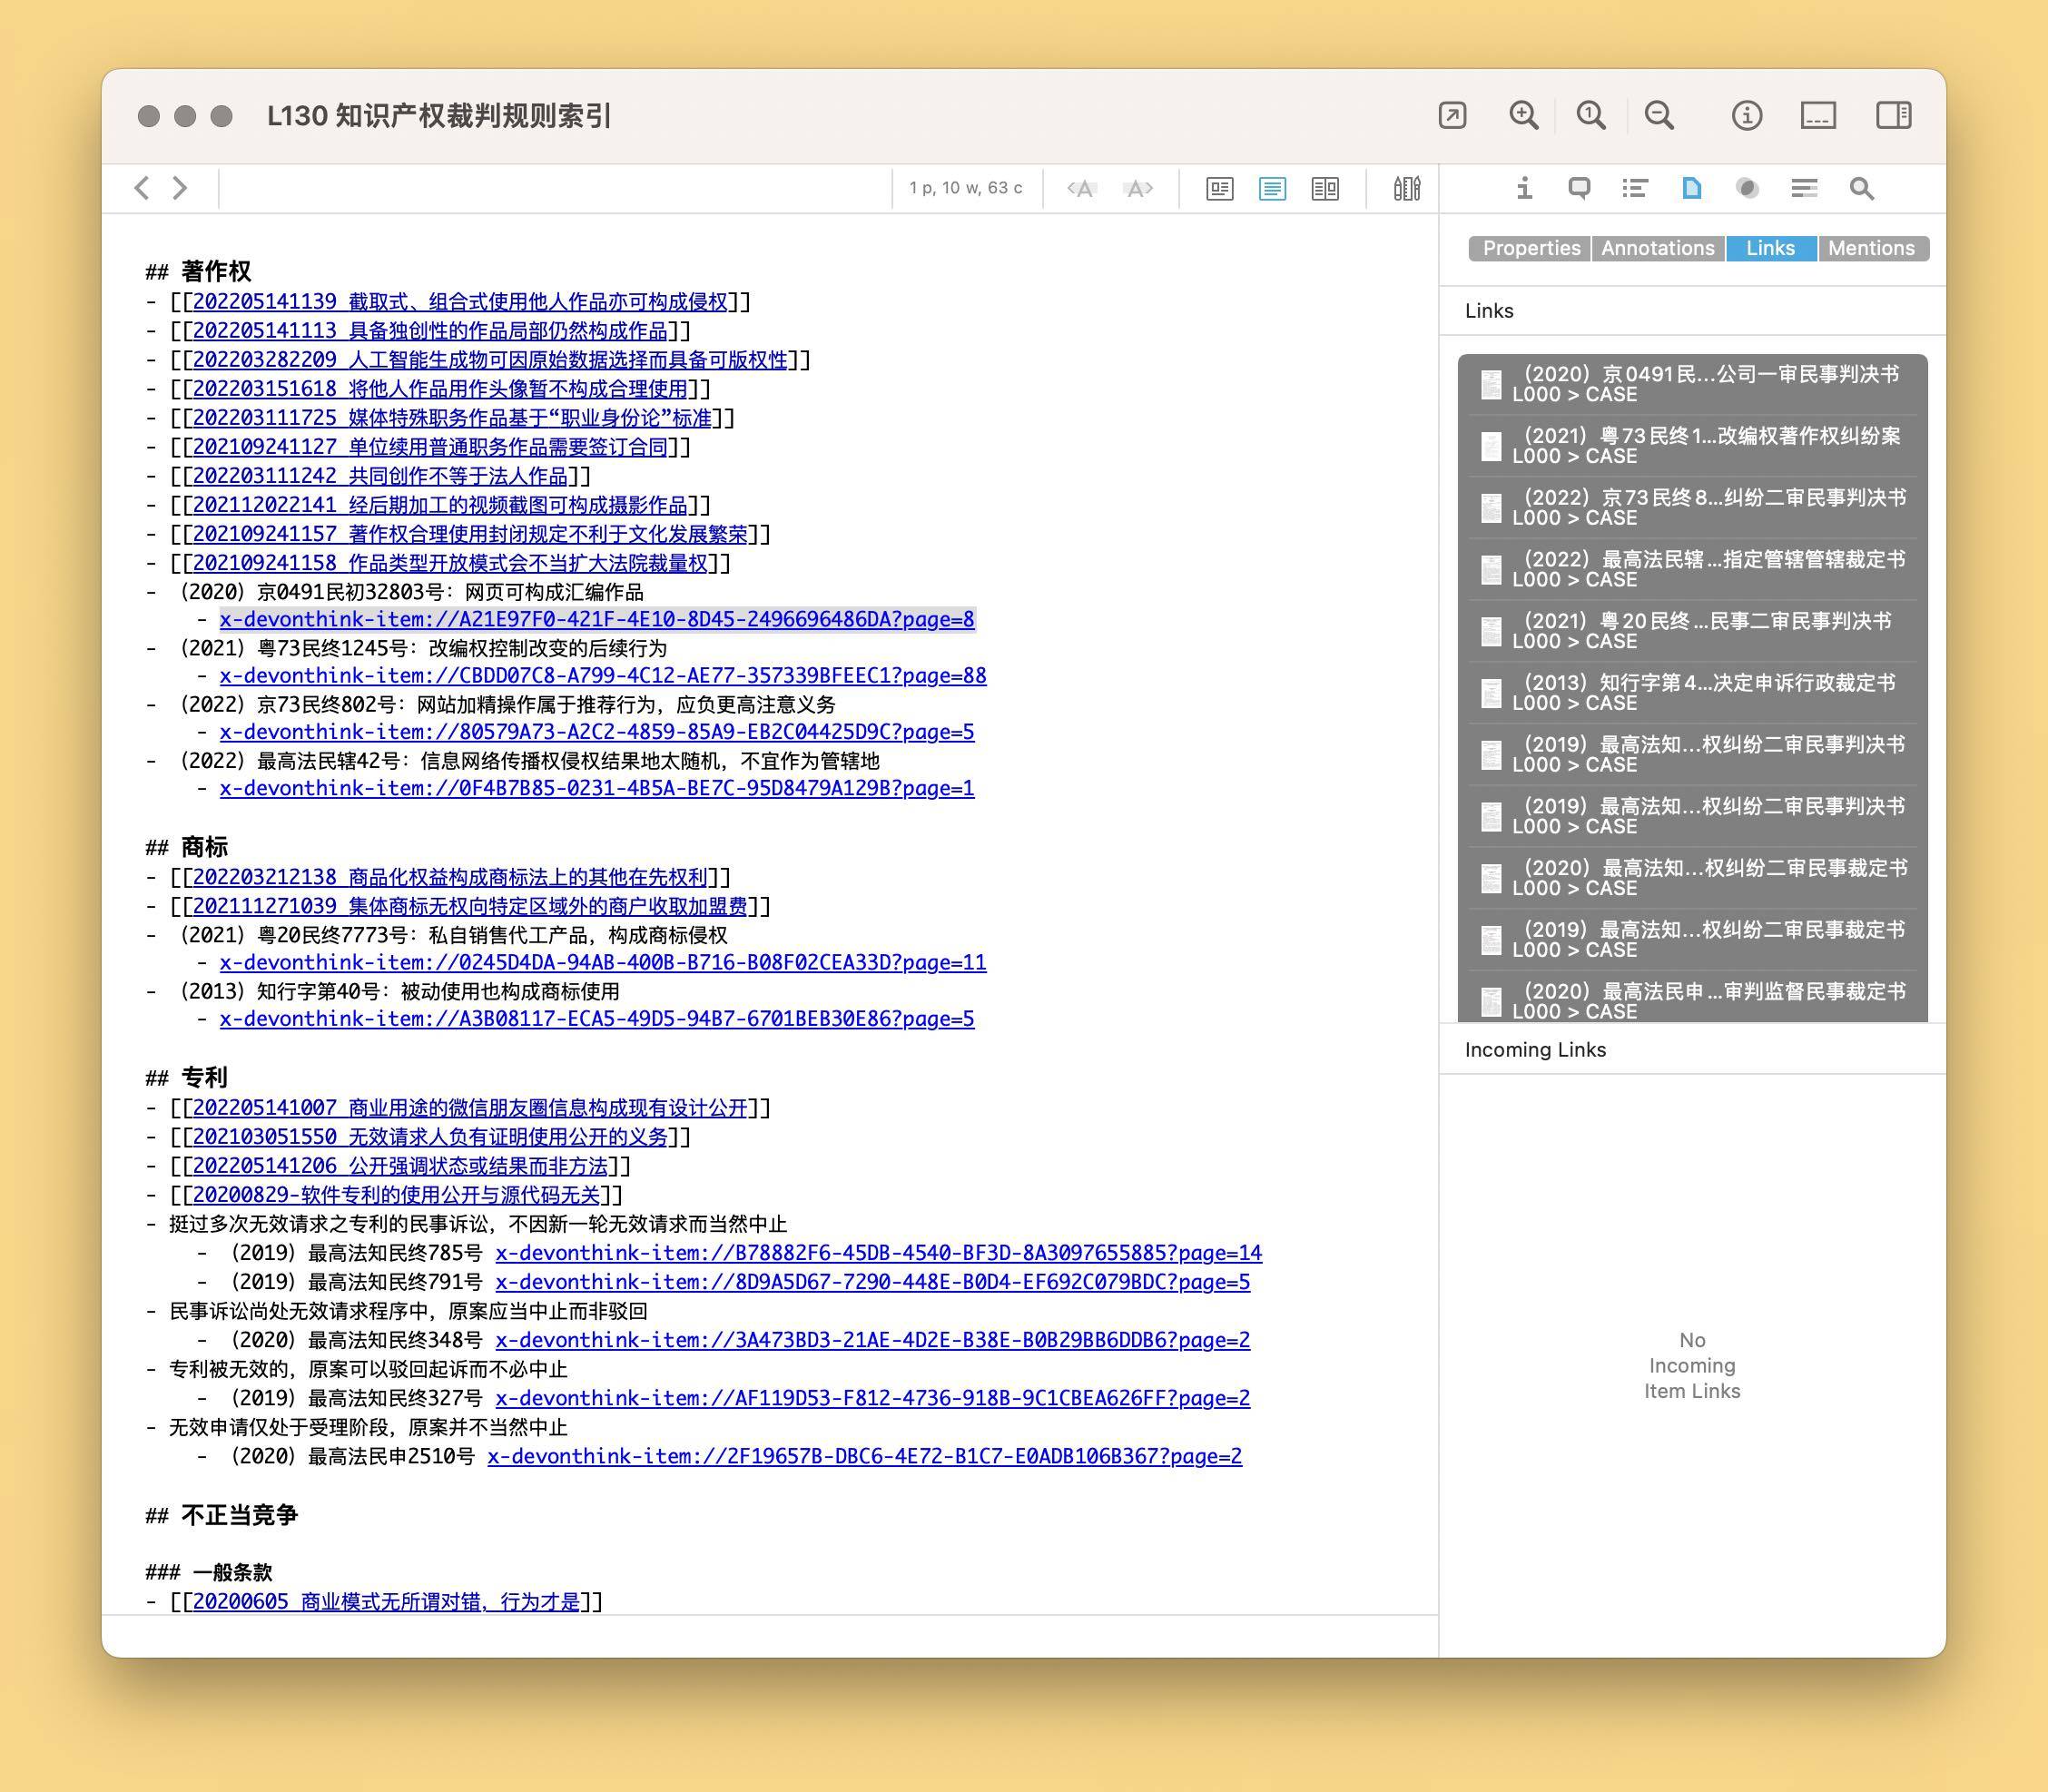 L130 知识产权裁判规则索引
1 p, 10 w, 63 c
## 著作权
- [[202205141139 截取式、组合式使用他人作品亦可构成侵权]]
- [[202205141113 具备独创性的作品局部仍然构成作品]]
- [[202203282209 人工智能生成物可因原始数据选择而具备可版权性]]
- [[202203151618 将他人作品用作头像暂不构成合理使用]]
- [[202203111725 媒体特殊职务作品基于“职业身份论”标准]]
- [[202109241127 单位续用普通职务作品需要签订合同]]
- [[202203111242 共同创作不等于法人作品]]
- [[202112022141 经后期加工的视频截图可构成摄影作品]]
- [[202109241157 著作权合理使用封闭规定不利于文化发展繁荣]]
- [[202109241158 作品类型开放模式会不当扩大法院裁量权]]
- （2020）京0491民初32803号：网页可构成汇编作品
- x-devonthink-item://A21E97F0-421F-4E10-8D45-2496696486DA?page=8
- （2021）粤73民终1245号：改编权控制改变的后续行为
- x-devonthink-item://CBDD07C8-A799-4C12-AE77-357339BFEEC1?page=88
- （2022）京73民终802号：网站加精操作属于推荐行为，应负更高注意义务
- x-devonthink-item://80579A73-A2C2-4859-85A9-EB2C04425D9C?page=5
- （2022）最高法民辖42号：信息网络传播权侵权结果地太随机，不宜作为管辖地
- x-devonthink-item://0F4B7B85-0231-4B5A-BE7C-95D8479A129B?page=1
## 商标
- [[202203212138 商品化权益构成商标法上的其他在先权利]]
- [[202111271039 集体商标无权向特定区域外的商户收取加盟费]]
- （2021）粤20民终7773号：私自销售代工产品，构成商标侵权
- x-devonthink-item://0245D4DA-94AB-400B-B716-B08F02CEA33D?page=11
- （2013）知行字第40号：被动使用也构成商标使用
- x-devonthink-item://A3B08117-ECA5-49D5-94B7-6701BEB30E86?page=5
## 专利
- [[202205141007 商业用途的微信朋友圈信息构成现有设计公开]]
- [[202103051550 无效请求人负有证明使用公开的义务]]
- [[202205141206 公开强调状态或结果而非方法]]
- [[20200829-软件专利的使用公开与源代码无关]]
- 挺过多次无效请求之专利的民事诉讼，不因新一轮无效请求而当然中止
- （2019）最高法知民终785号 x-devonthink-item://B78882F6-45DB-4540-BF3D-8A3097655885?page=14
- （2019）最高法知民终791号 x-devonthink-item://8D9A5D67-7290-448E-B0D4-EF692C079BDC?page=5
- 民事诉讼尚处无效请求程序中，原案应当中止而非驳回
- （2020）最高法知民终348号 x-devonthink-item://3A473BD3-21AE-4D2E-B38E-B0B29BB6DDB6?page=2
- 专利被无效的，原案可以驳回起诉而不必中止
- （2019）最高法知民终327号 x-devonthink-item://AF119D53-F812-4736-918B-9C1CBEA626FF?page=2
- 无效申请仅处于受理阶段，原案并不当然中止
- （2020）最高法民申2510号 x-devonthink-item://2F19657B-DBC6-4E72-B1C7-E0ADB106B367?page=2
## 不正当竞争
### 一般条款
- [[20200605 商业模式无所谓对错，行为才是]]
Properties Annotations Links Mentions
Links
（2020）京0491民…公司一审民事判决书
L000 > CASE
（2021）粤73民终1…改编权著作权纠纷案
L000 > CASE
（2022）京73民终8…纠纷二审民事判决书
L000 > CASE
（2022）最高法民辖…指定管辖管辖裁定书
L000 > CASE
（2021）粤20民终…民事二审民事判决书
L000 > CASE
（2013）知行字第4…决定申诉行政裁定书
L000 > CASE
（2019）最高法知…权纠纷二审民事判决书
L000 > CASE
（2019）最高法知…权纠纷二审民事判决书
L000 > CASE
（2020）最高法知…权纠纷二审民事裁定书
L000 > CASE
（2019）最高法知…权纠纷二审民事裁定书
L000 > CASE
（2020）最高法民申…审判监督民事裁定书
L000 > CASE
Incoming Links
No
Incoming
Item Links